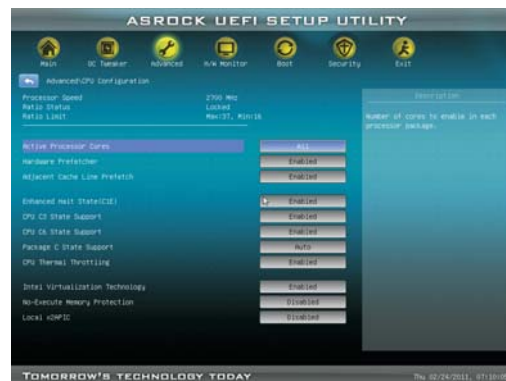 ASROCK UEFI SETUP UTILITY
Main OC Tweaker Advanced H/W Monitor Boot Security Exit
Advanced\CPU Configuration
Description
Processor Speed 2700 MHz
Ratio Status Locked
Ratio Limit Max:37, Min:16
Number of cores to enable in each
processor package.
Active Processor Cores All
Hardware Prefetcher Enabled
Adjacent Cache Line Prefetch Enabled
Enhanced Halt State(C1E) Enabled
CPU C3 State Support Enabled
CPU C6 State Support Enabled
Package C State Support Auto
CPU Thermal Throttling Enabled
Intel Virtualization Technology Enabled
No-Execute Memory Protection Disabled
Local x2APIC Disabled
TOMORROW'S TECHNOLOGY TODAY
Thu 02/24/2011,